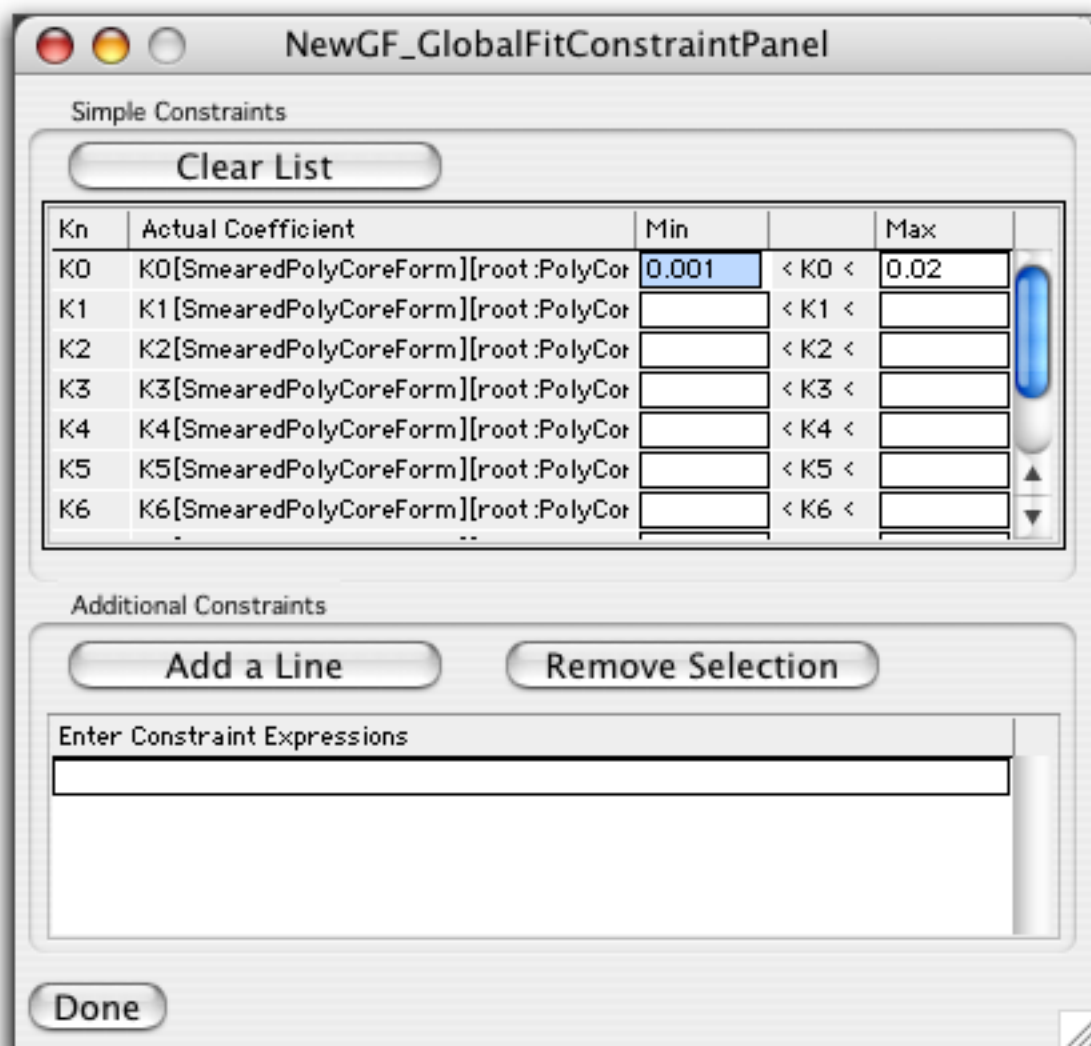 NewGF_GlobalFitConstraintPanel
Simple Constraints
Clear List
Kn Actual Coefficient Min Max
K0 K0[SmearedPolyCoreForm][root:PolyCor 0.001 < K0 < 0.02
K1 K1[SmearedPolyCoreForm][root:PolyCor < K1 <
K2 K2[SmearedPolyCoreForm][root:PolyCor < K2 <
K3 K3[SmearedPolyCoreForm][root:PolyCor < K3 <
K4 K4[SmearedPolyCoreForm][root:PolyCor < K4 <
K5 K5[SmearedPolyCoreForm][root:PolyCor < K5 <
K6 K6[SmearedPolyCoreForm][root:PolyCor < K6 <
Additional Constraints
Add a Line Remove Selection
Enter Constraint Expressions
Done